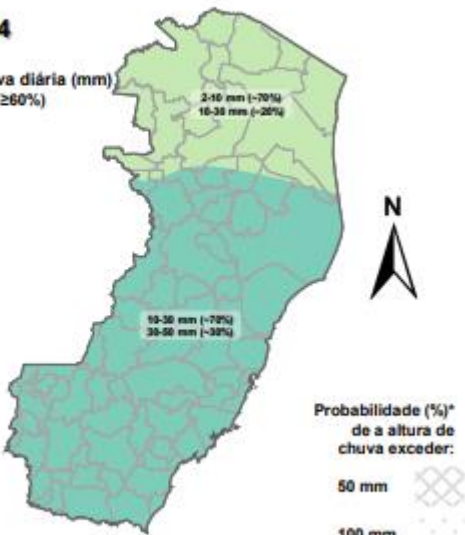 4
va diária (mm)
≥60%)
2-10 mm (~70%)
10-30 mm (~20%)
N
10-30 mm (~70%)
30-50 mm (~30%)
Probabilidade (%)*
de a altura de
chuva exceder:
50 mm
100 mm